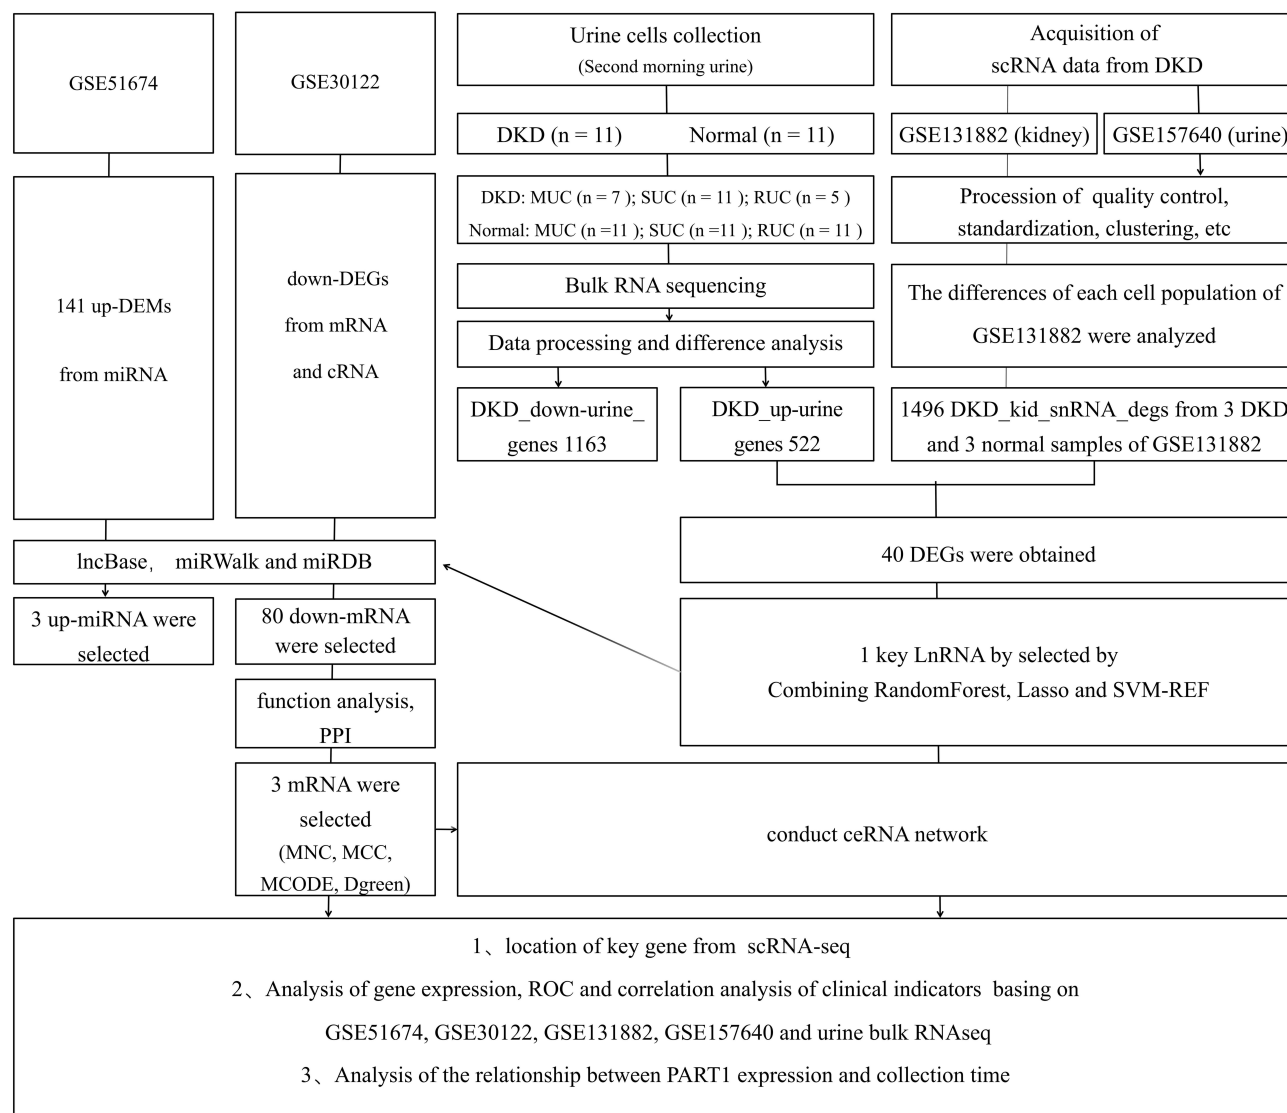 GSE51674
GSE30122
Urine cells collection
(Second morning urine)
Acquisition of
scRNA data from DKD
DKD (n = 11) Normal (n = 11)
GSE131882 (kidney)
GSE157640 (urine)
141 up-DEMs
from miRNA
down-DEGs
from mRNA
and cRNA
DKD: MUC (n = 7 ); SUC (n = 11 ); RUC (n = 5 )
Normal: MUC (n =11 ); SUC (n =11 ); RUC (n = 11 )
Procession of quality control,
standardization, clustering, etc
Bulk RNA sequencing
The differences of each cell population of
GSE131882 were analyzed
Data processing and difference analysis
DKD_down-urine_
genes 1163
DKD_up-urine
genes 522
1496 DKD_kid_snRNA_degs from 3 DKD
and 3 normal samples of GSE131882
lncBase, miRWalk and miRDB
40 DEGs were obtained
3 up-miRNA were
selected
80 down-mRNA
were selected
1 key LnRNA by selected by
Combining RandomForest, Lasso and SVM-REF
function analysis,
PPI
3 mRNA were
selected
(MNC, MCC,
MCODE, Dgreen)
conduct ceRNA network
1、location of key gene from scRNA-seq
2、Analysis of gene expression, ROC and correlation analysis of clinical indicators basing on
GSE51674, GSE30122, GSE131882, GSE157640 and urine bulk RNAseq
3、Analysis of the relationship between PART1 expression and collection time